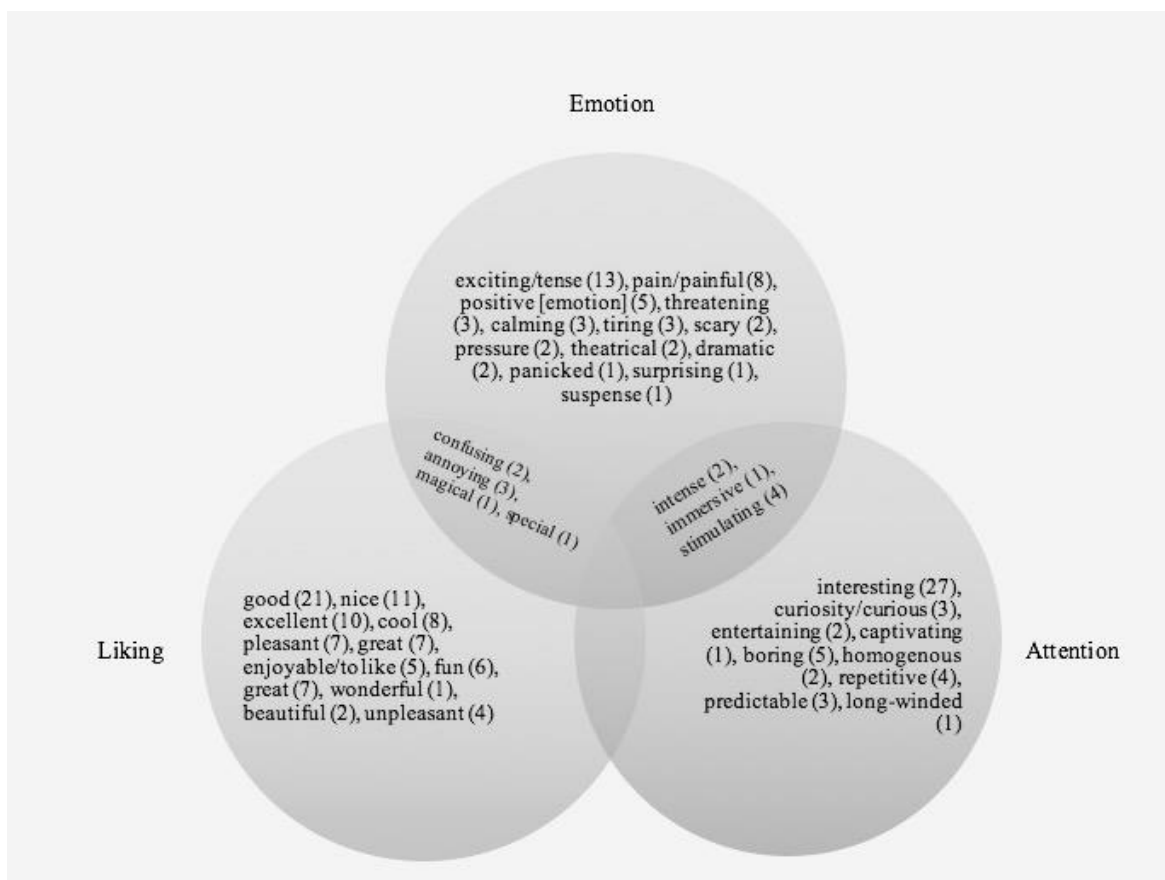 Emotion
exciting/tense (13), pain/painful (8),
positive [emotion] (5), threatening
(3), calming (3), tiring (3), scary (2),
pressure (2), theatrical (2), dramatic
(2), panicked (1), surprising (1),
suspense (1)
confusing (2),
annoying (3),
magical (1), special (1)
intense (2),
immersive (1),
stimulating (4)
Liking
good (21), nice (11),
excellent (10), cool (8),
pleasant (7), great (7),
enjoyable/to like (5), fun (6),
great (7), wonderful (1),
beautiful (2), unpleasant (4)
interesting (27),
curiosity/curious (3),
entertaining (2), captivating
(1), boring (5), homogenous
(2), repetitive (4),
predictable (3), long-winded
(1)
Attention